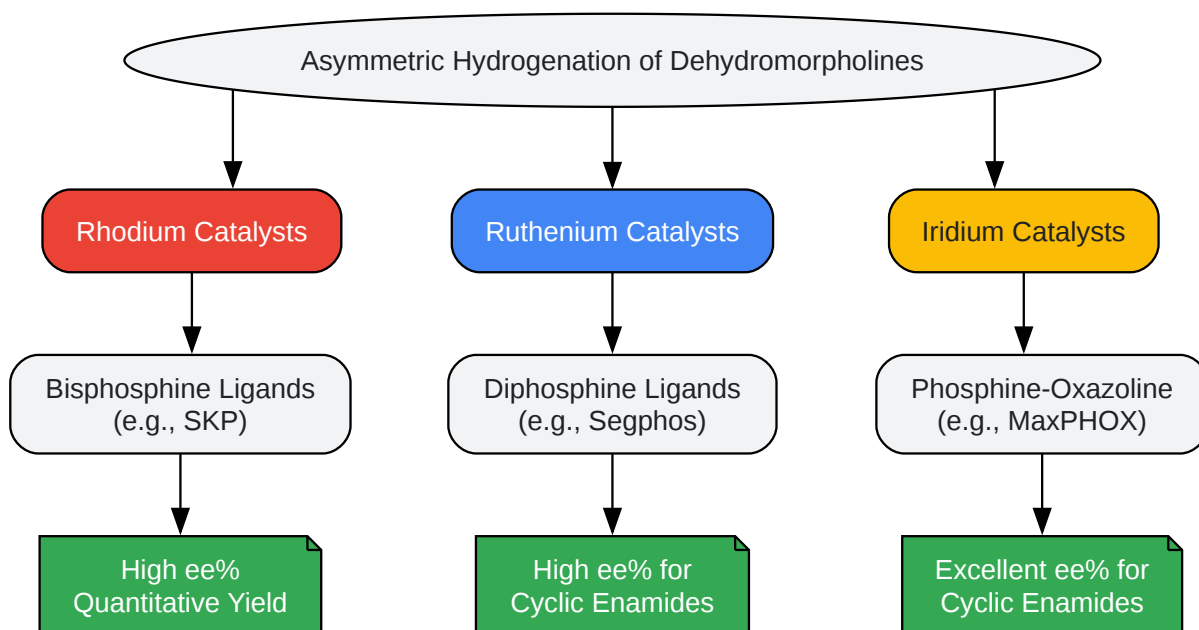 Asymmetric Hydrogenation of Dehydromorpholines
Rhodium Catalysts
Ruthenium Catalysts
Iridium Catalysts
Bisphosphine Ligands
(e.g., SKP)
Diphosphine Ligands
(e.g., Segphos)
Phosphine-Oxazoline
(e.g., MaxPHOX)
High ee%
Quantitative Yield
High ee% for
Cyclic Enamides
Excellent ee% for
Cyclic Enamides